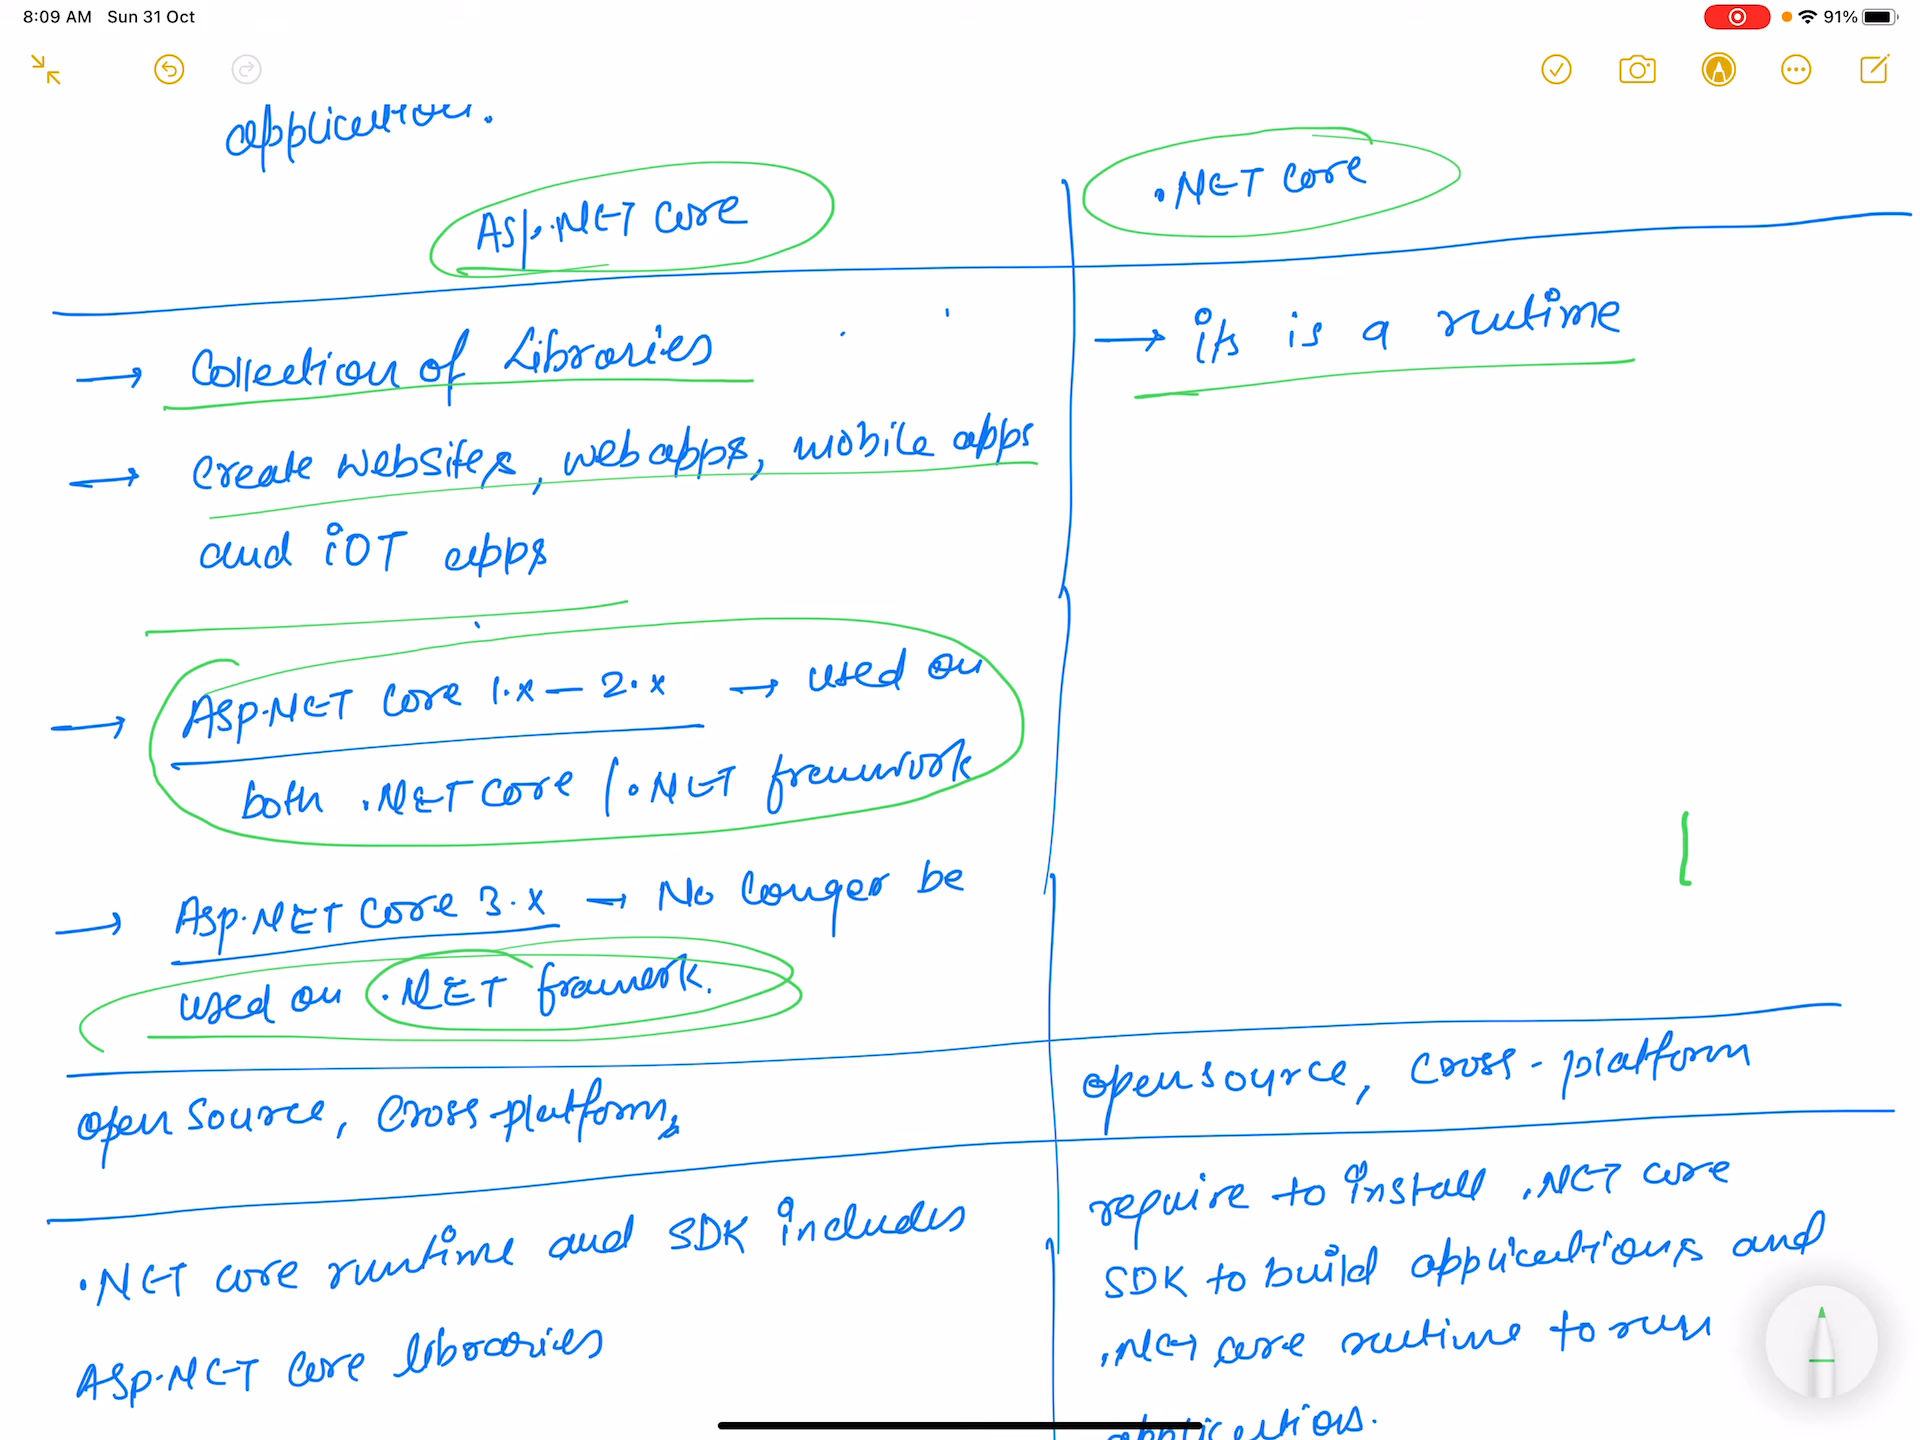 8:09 AM Sun 31 Oct
91%
application.
Asp.NET Core
.NET Core
→ Collection of Libraries
→ its is a runtime
→ Create websites, web apps, mobile apps
and iOT apps
→ Asp.NET Core 1.x — 2.x → used on
both .NET Core / .NET framework
→ Asp.NET Core 3.x → No longer be
used on .NET framework.
open source, Cross-platform,
open source, Cross-platform
.NET core runtime and SDK includes
Asp.NET Core libraries
require to install .NET core
SDK to build applications and
.NET core runtime to run
application.